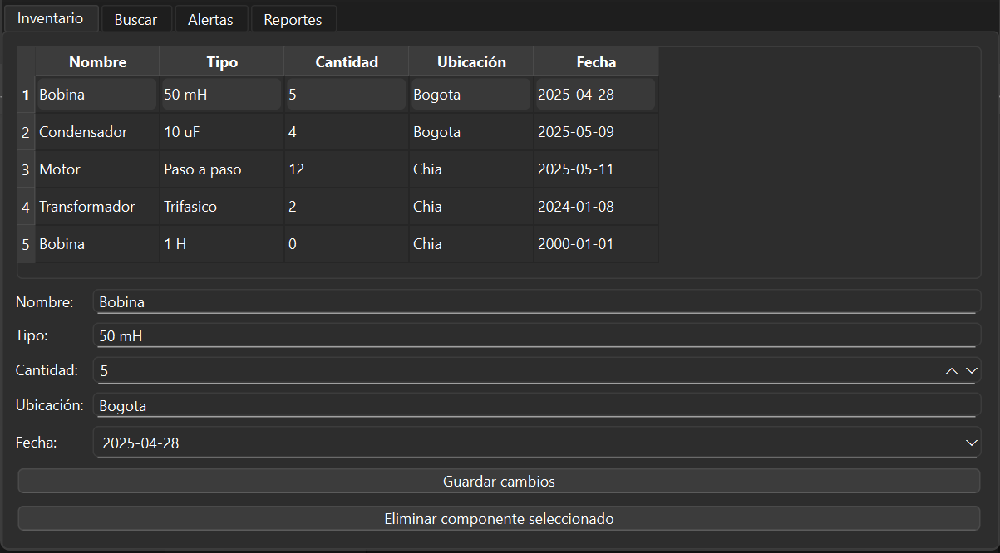 Inventario Buscar Alertas Reportes
Nombre Tipo Cantidad Ubicación Fecha
1 Bobina 50 mH 5 Bogota 2025-04-28
2 Condensador 10 uF 4 Bogota 2025-05-09
3 Motor Paso a paso 12 Chia 2025-05-11
4 Transformador Trifasico 2 Chia 2024-01-08
5 Bobina 1 H 0 Chia 2000-01-01
Nombre: Bobina
Tipo: 50 mH
Cantidad: 5
Ubicación: Bogota
Fecha: 2025-04-28
Guardar cambios
Eliminar componente seleccionado